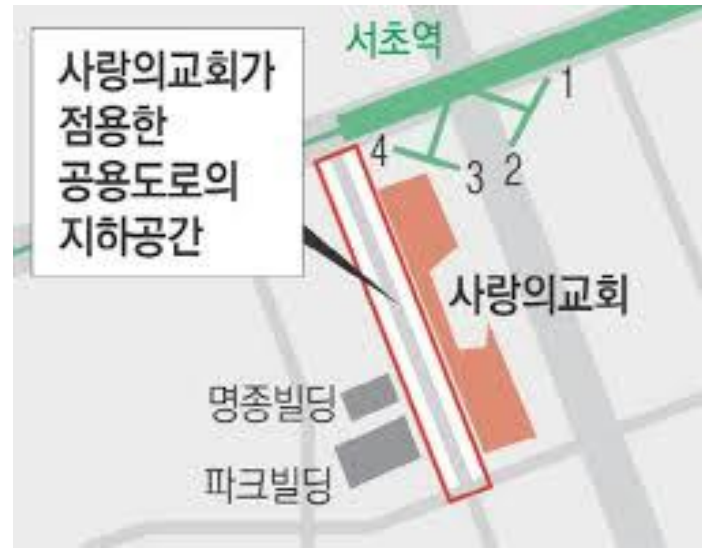 사랑의교회가
점용한
공용도로의
지하공간
서초역
1
2
3
4
사랑의교회
명종빌딩
파크빌딩